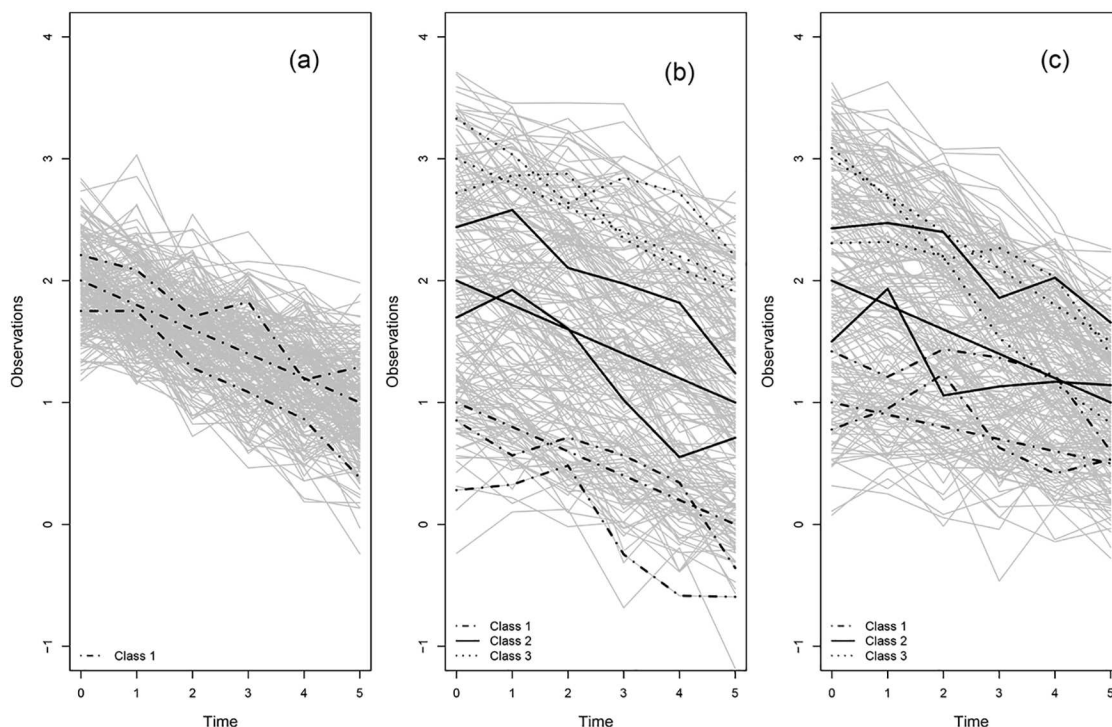 (a)
4
3
2
1
0
−1
Observations
Class 1
0 1 2 3 4 5
Time
(b)
4
3
2
1
0
−1
Observations
Class 1
Class 2
Class 3
0 1 2 3 4 5
Time
(c)
4
3
2
1
0
−1
Observations
Class 1
Class 2
Class 3
0 1 2 3 4 5
Time